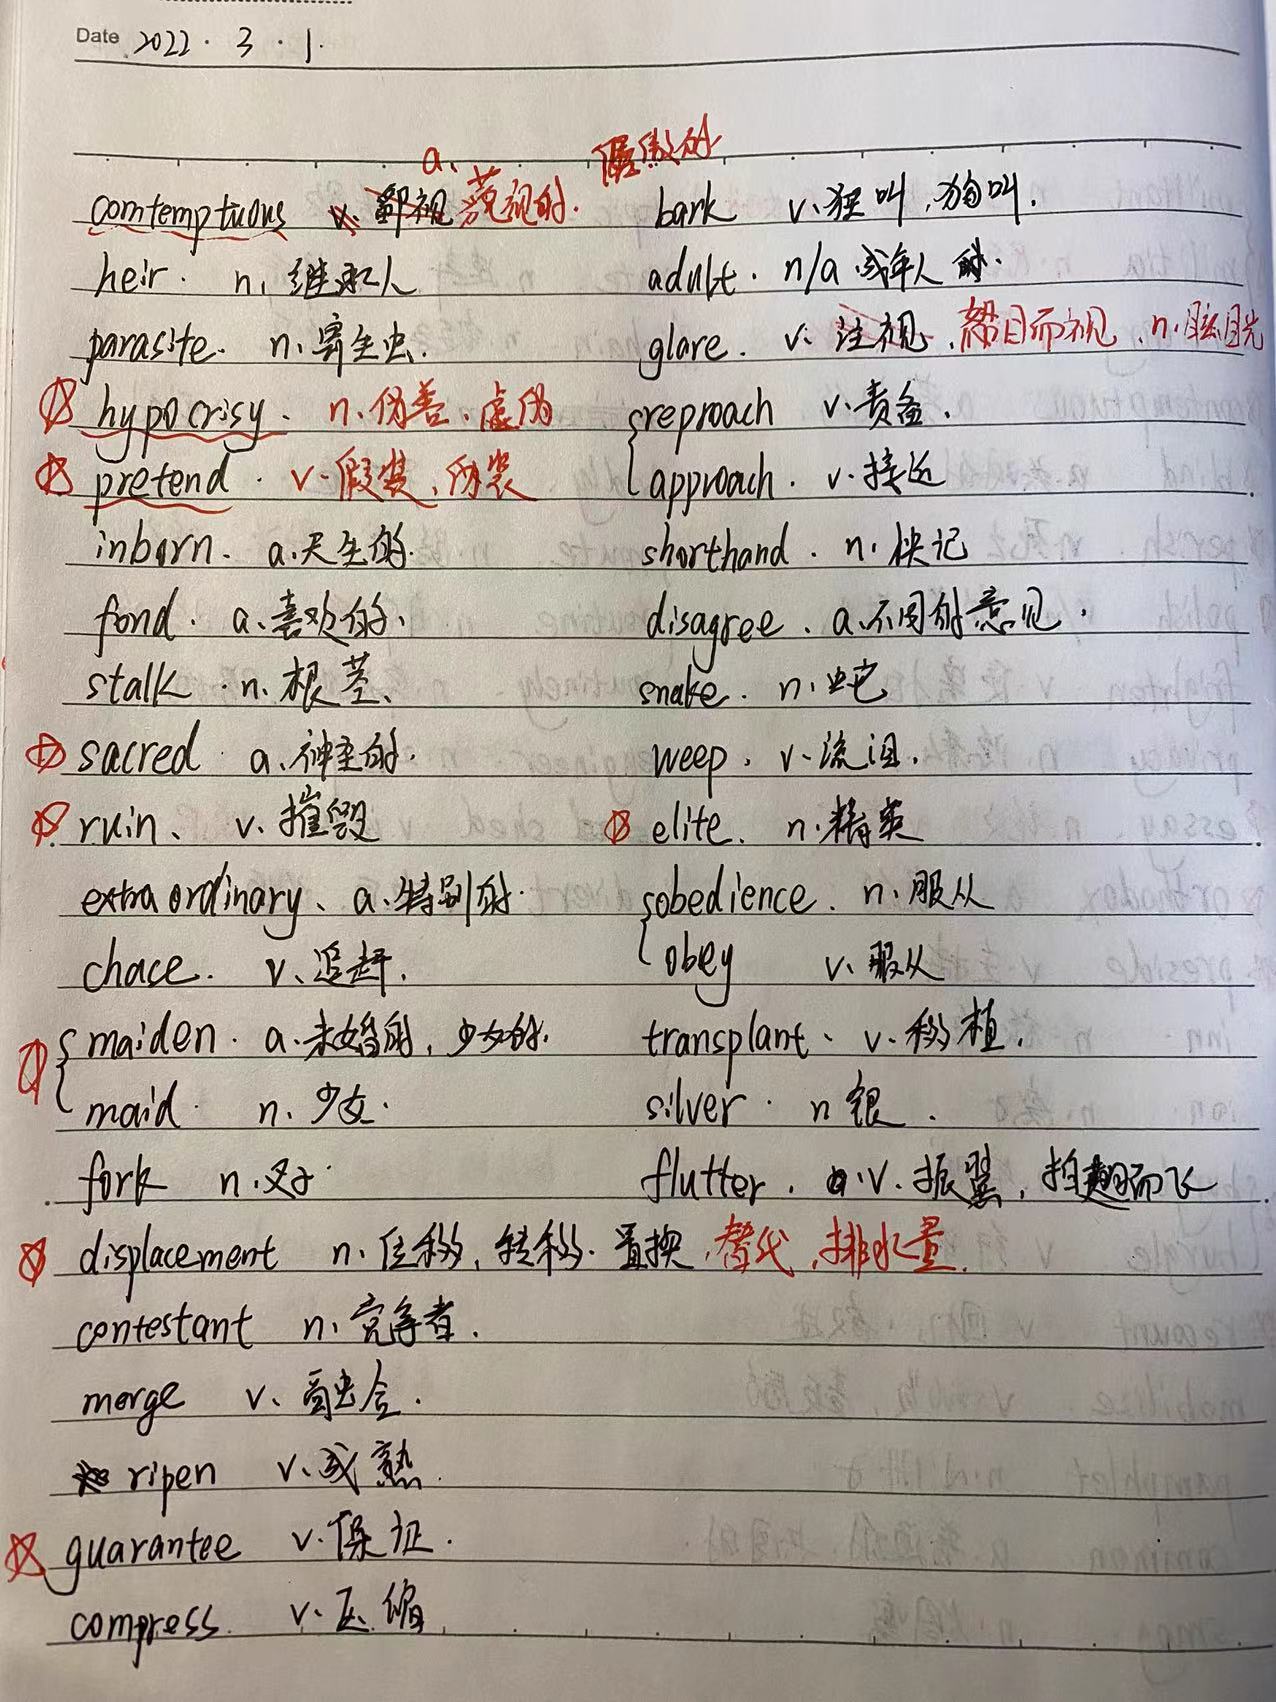 Date 2022 . 3 . 1.
a. 倨傲的
comtemptuous v. 鄙视 蔑视的. bark v. 狂叫, 狗叫.
heir. n. 继承人 adult. n/a. 成年人
parasite. n. 寄生虫. glare. v. 注视, 怒目而视, n. 眩目光
hypocrisy. n. 伪善、虚伪 reproach v. 责备.
pretend. v. 假装、伪装 approach. v. 接近
inborn. a. 天生的. shorthand. n. 快记
fond. a. 喜欢的. disagree. a. 不同的意见.
stalk. n. 根茎、 snake. n. 蛇
sacred a. 神圣的. weep. v. 流泪.
ruin、 v. 摧毁 elite. n. 精英
extraordinary、 a. 特别的. obedience. n. 服从
chace. v. 追赶. obey v. 服从
maiden. a. 未婚的, 少女的. transplant、 v. 移植.
maid. n. 少女. silver. n 银.
fork n. 叉子. flutter. v. 振翼, 拍翅而飞
displacement n. 位移, 转移. 置换, 替代, 排水量.
contestant n. 竞争者.
merge v. 融合.
ripen v. 成熟.
guarantee v. 保证.
compress v. 压缩